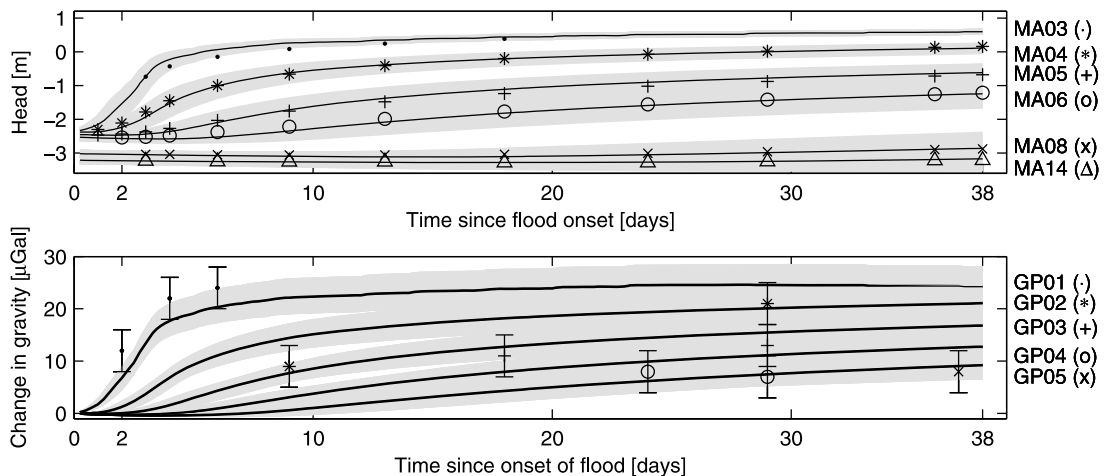 Head [m]
1
0
−1
−2
−3
0
2
10
20
30
38
Time since flood onset [days]
MA03 (·)
MA04 (*)
MA05 (+)
MA06 (o)
MA08 (x)
MA14 (Δ)
Change in gravity [μGal]
30
20
10
0
0
2
10
20
30
38
Time since onset of flood [days]
GP01 (·)
GP02 (*)
GP03 (+)
GP04 (o)
GP05 (x)